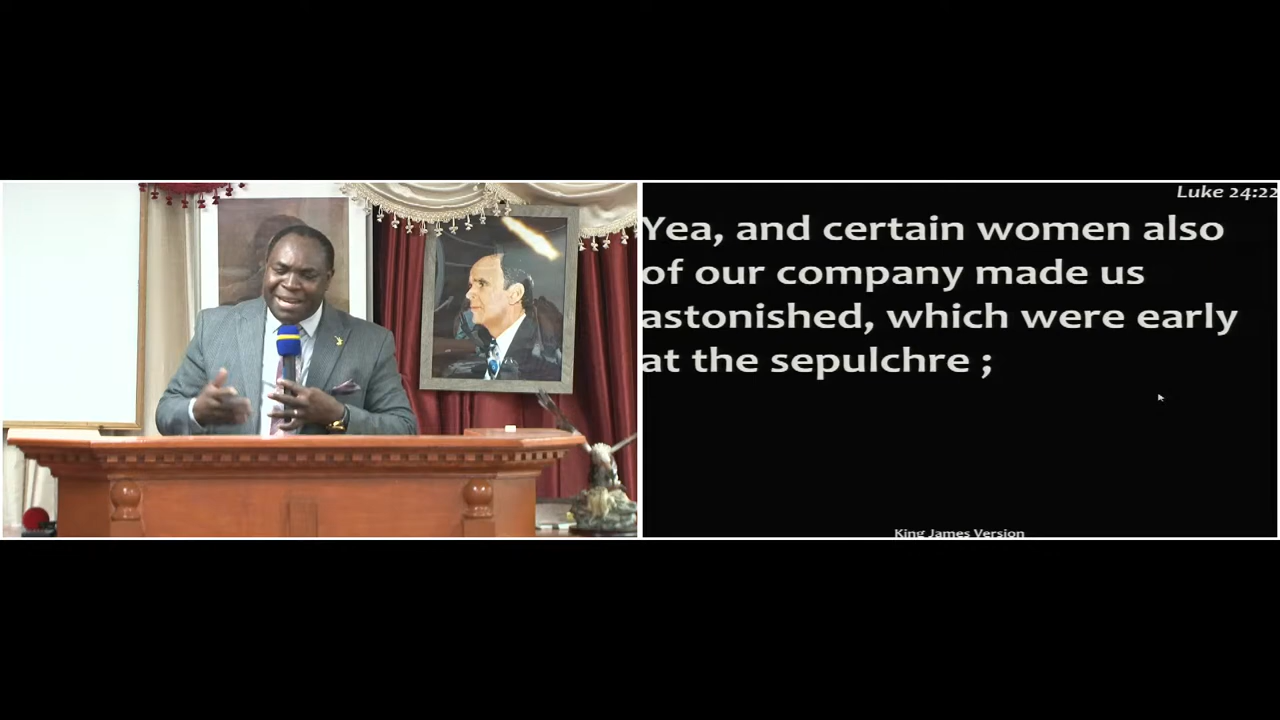 Luke 24:22
Yea, and certain women also
of our company made us
astonished, which were early
at the sepulchre ;
King James Version